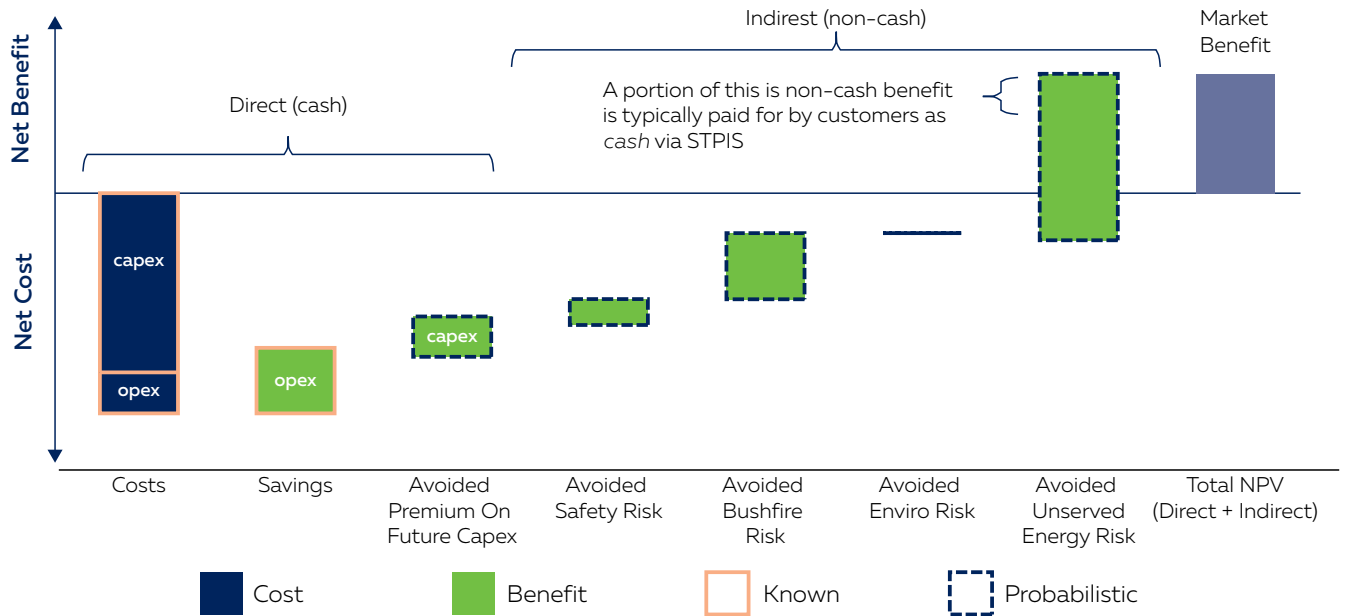 Indirest (non-cash)
Market
Benefit
Net Benefit
Direct (cash)
A portion of this is non-cash benefit
is typically paid for by customers as
cash via STPIS
Net Cost
capex
opex
opex
capex
Costs
Savings
Avoided
Premium On
Future Capex
Avoided
Safety Risk
Avoided
Bushfire
Risk
Avoided
Enviro Risk
Avoided
Unserved
Energy Risk
Total NPV
(Direct + Indirect)
Cost
Benefit
Known
Probabilistic